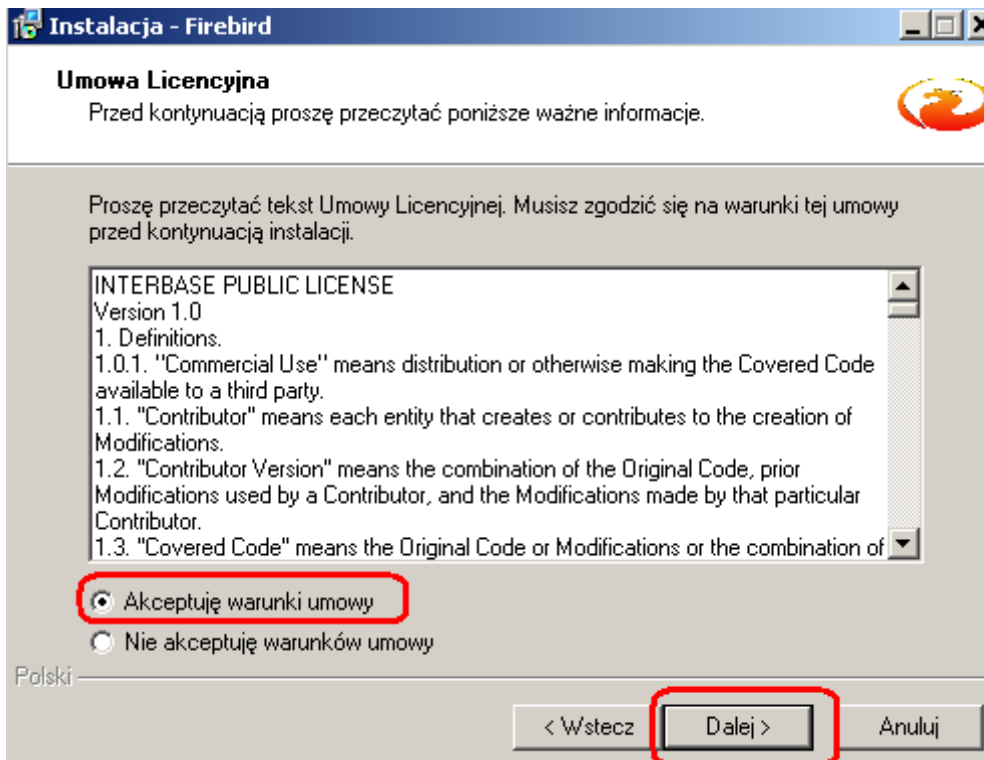 Instalacja - Firebird
Umowa Licencyjna
Przed kontynuacją proszę przeczytać poniższe ważne informacje.
Proszę przeczytać tekst Umowy Licencyjnej. Musisz zgodzić się na warunki tej umowy
przed kontynuacją instalacji.
INTERBASE PUBLIC LICENSE
Version 1.0
1. Definitions.
1.0.1. "Commercial Use" means distribution or otherwise making the Covered Code
available to a third party.
1.1. "Contributor" means each entity that creates or contributes to the creation of
Modifications.
1.2. "Contributor Version" means the combination of the Original Code, prior
Modifications used by a Contributor, and the Modifications made by that particular
Contributor.
1.3. "Covered Code" means the Original Code or Modifications or the combination of
Akceptuję warunki umowy
Nie akceptuję warunków umowy
Polski
< Wstecz
Dalej >
Anuluj